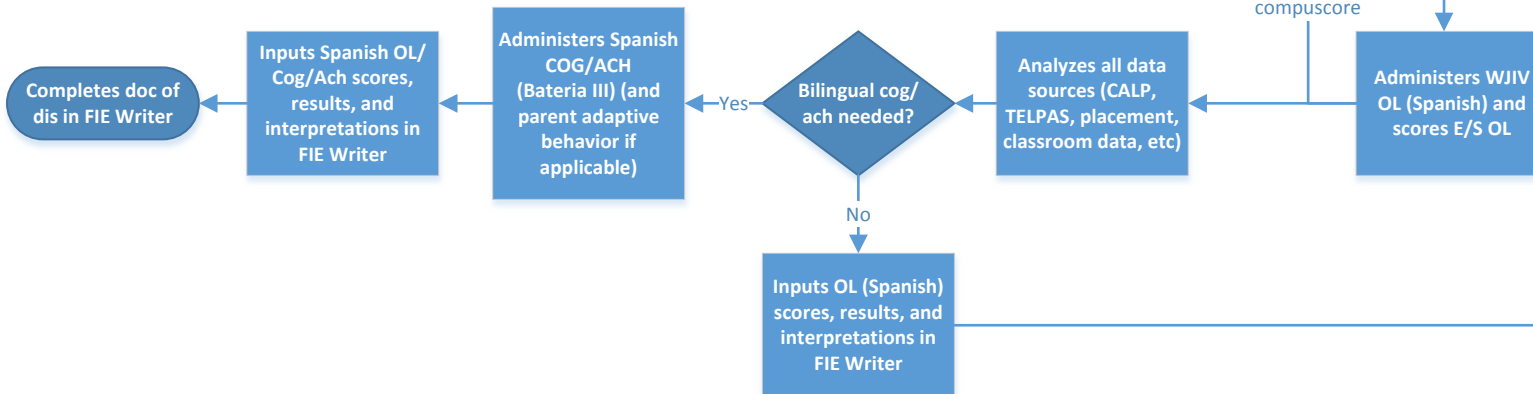 compuscore
Completes doc of
dis in FIE Writer
Inputs Spanish OL/
Cog/Ach scores,
results, and
interpretations in
FIE Writer
Administers Spanish
COG/ACH
(Bateria III) (and
parent adaptive
behavior if
applicable)
Yes
Bilingual cog/
ach needed?
Analyzes all data
sources (CALP,
TELPAS, placement,
classroom data, etc)
Administers WJIV
OL (Spanish) and
scores E/S OL
No
Inputs OL (Spanish)
scores, results, and
interpretations in
FIE Writer